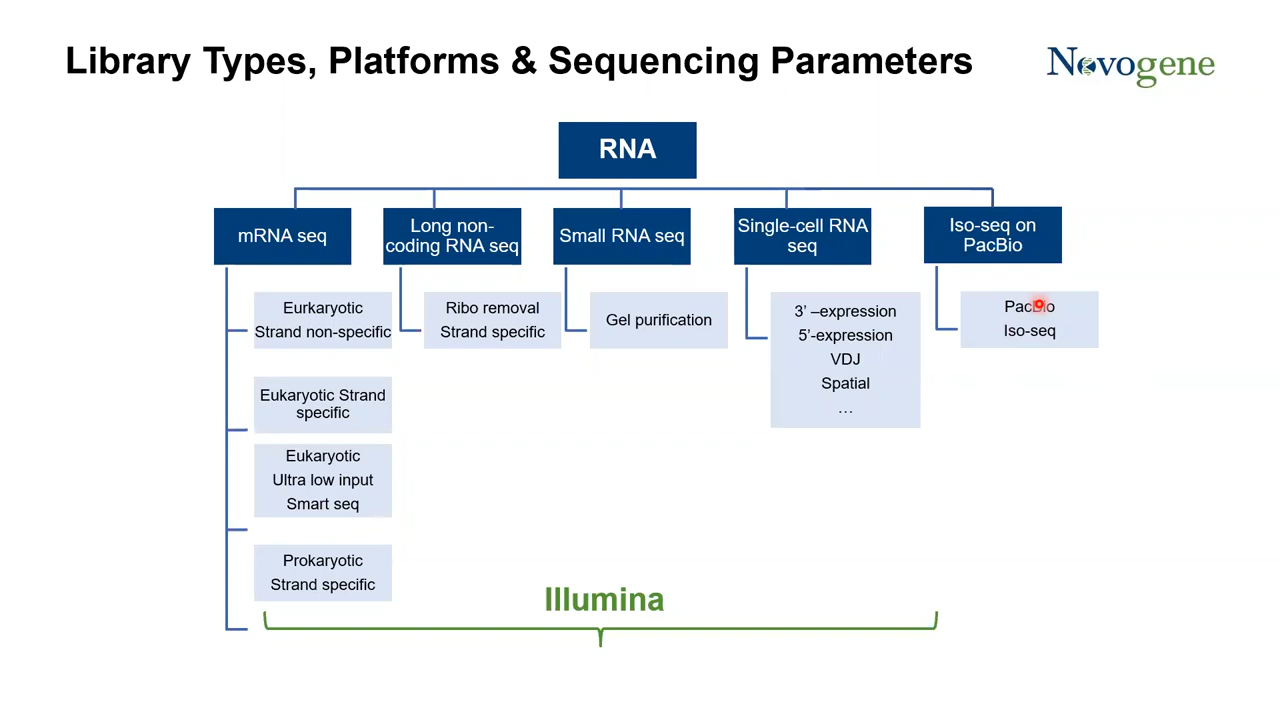 Library Types, Platforms & Sequencing Parameters
Novogene
RNA
mRNA seq
Long non-
coding RNA seq
Small RNA seq
Single-cell RNA
seq
Iso-seq on
PacBio
Eurkaryotic
Strand non-specific
Eukaryotic Strand
specific
Eukaryotic
Ultra low input
Smart seq
Prokaryotic
Strand specific
Ribo removal
Strand specific
Gel purification
3’ –expression
5’-expression
VDJ
Spatial
…
PacBio
Iso-seq
Illumina